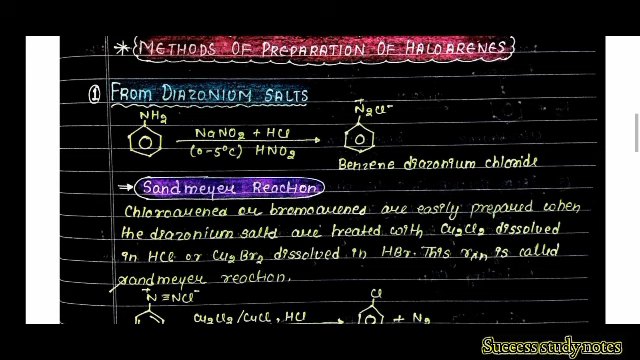 * METHODS OF PREPARATION OF HALOARENES
① FROM DIAZONIUM SALTS
NH2
NaNO2 + HCl
(0-5°C) HNO2
N2Cl-
Benzene diazonium chloride
→ Sandmeyer Reaction
Chloroarenes or bromoarenes are easily prepared when
the diazonium salts are treated with Cu2Cl2 dissolved
in HCl or Cu2Br2 dissolved in HBr. This rxn is called
sandmeyer reaction.
N≡NCl-
Cu2Cl2/CuCl, HCl
Cl
+ N2
Success study notes